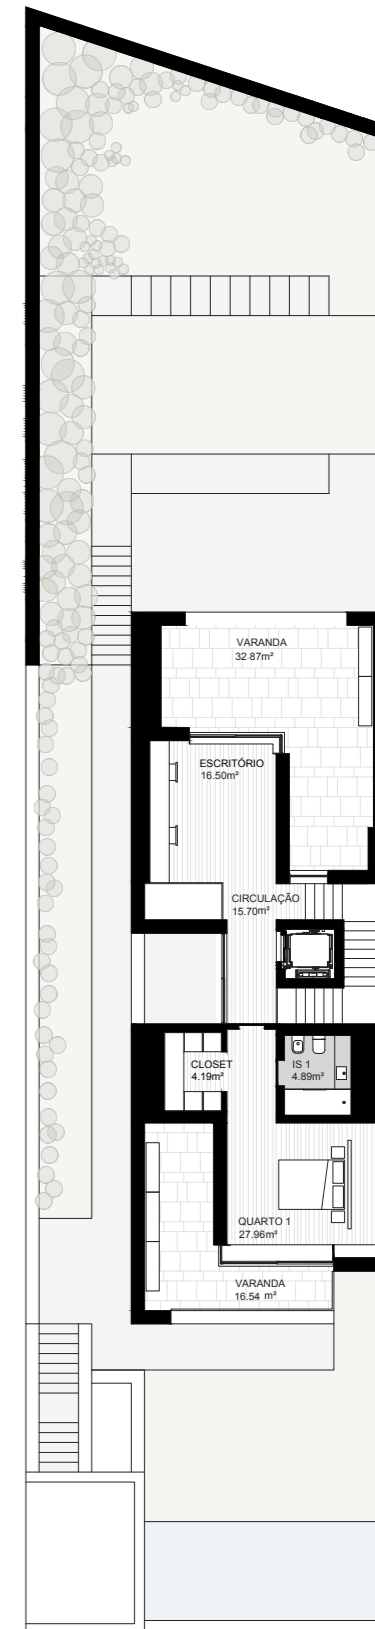 VARANDA
32.87m²
ESCRITÓRIO
16.50m²
CIRCULAÇÃO
15.70m²
CLOSET
4.19m²
IS 1
4.89m²
QUARTO 1
27.96m²
VARANDA
16.54 m²